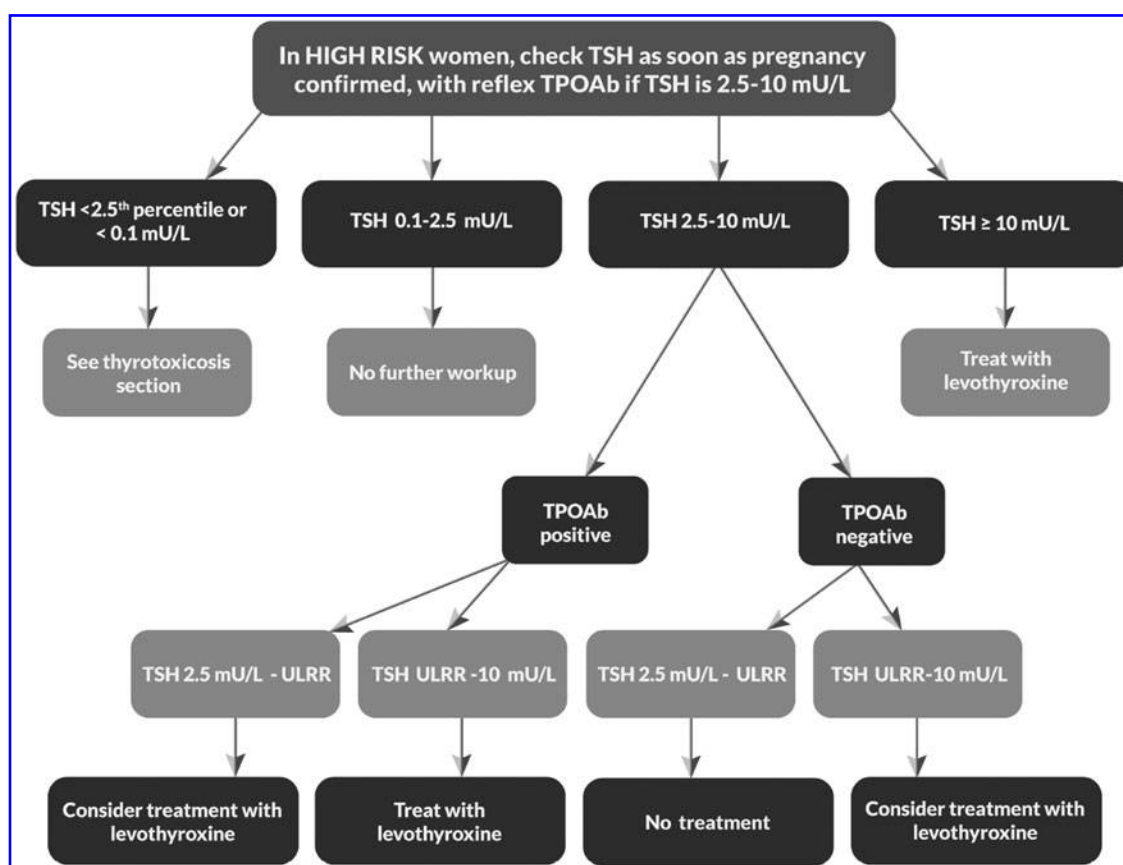 In HIGH RISK women, check TSH as soon as pregnancy
confirmed, with reflex TPOAb if TSH is 2.5-10 mU/L
TSH <2.5th percentile or
< 0.1 mU/L
TSH 0.1-2.5 mU/L
TSH 2.5-10 mU/L
TSH ≥ 10 mU/L
See thyrotoxicosis
section
No further workup
Treat with
levothyroxine
TPOAb
positive
TPOAb
negative
TSH 2.5 mU/L - ULRR
TSH ULRR -10 mU/L
TSH 2.5 mU/L - ULRR
TSH ULRR-10 mU/L
Consider treatment with
levothyroxine
Treat with
levothyroxine
No treatment
Consider treatment with
levothyroxine